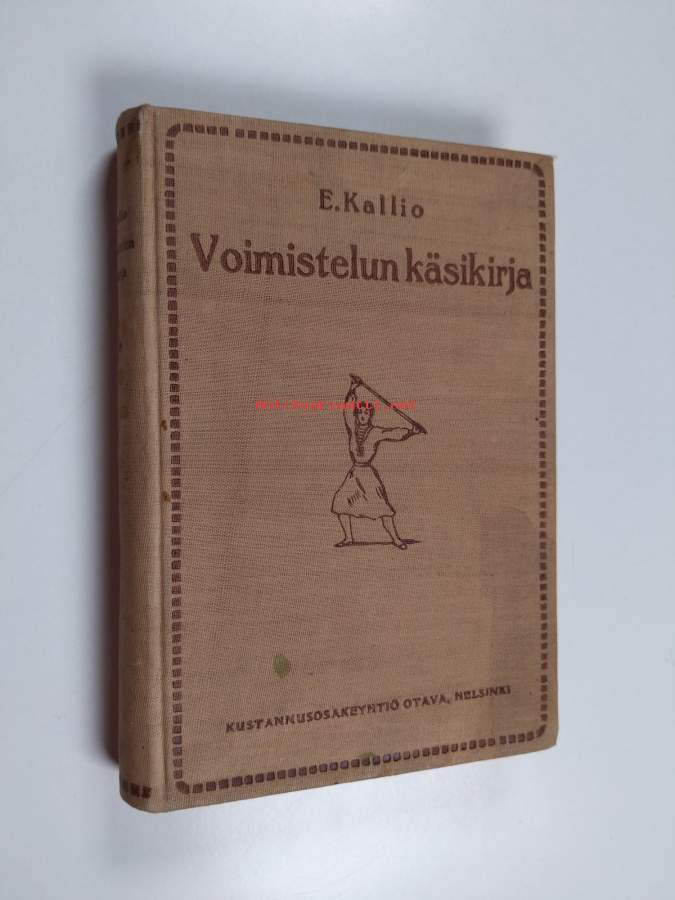 E.Kallio
Voimistelun käsikirja
KUSTANNUSOSAKEYHTIÖ OTAVA, HELSINKI